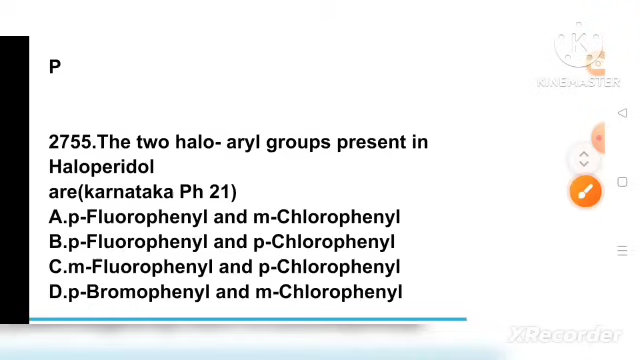 P
KINEMASTER
2755.The two halo- aryl groups present in
Haloperidol
are(karnataka Ph 21)
A.p-Fluorophenyl and m-Chlorophenyl
B.p-Fluorophenyl and p-Chlorophenyl
C.m-Fluorophenyl and p-Chlorophenyl
D.p-Bromophenyl and m-Chlorophenyl
XRecorder